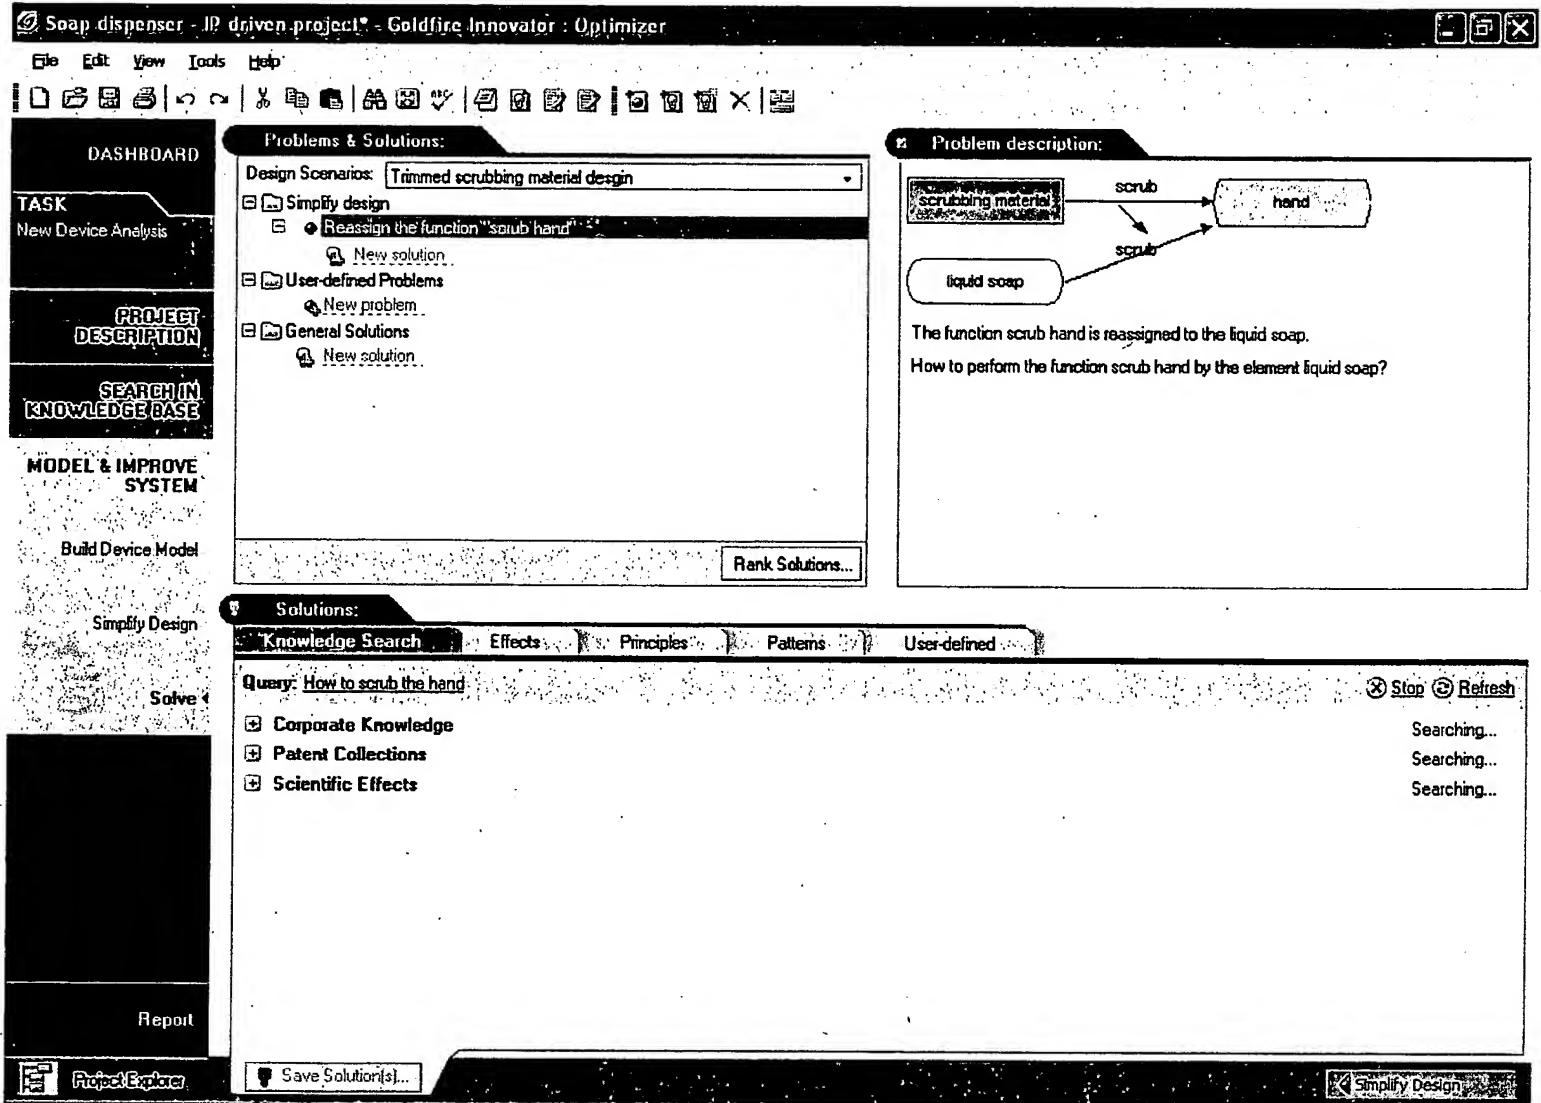 Soap dispenser - IP driven project* - Goldfire Innovator : Optimizer
File Edit View Tools Help
DASHBOARD
TASK
New Device Analysis
PROJECT
DESCRIPTION
SEARCH IN
KNOWLEDGE BASE
MODEL & IMPROVE
SYSTEM
Build Device Model
Simplify Design
Solve
Report
Project Explorer
Problems & Solutions:
Design Scenarios: Trimmed scrubbing material desgin
Simplify design
Reassign the function "scrub hand"
New solution
User-defined Problems
New problem
General Solutions
New solution
Rank Solutions...
Problem description:
scrubbing material
scrub
hand
scrub
liquid soap
The function scrub hand is reassigned to the liquid soap.
How to perform the function scrub hand by the element liquid soap?
Solutions:
Knowledge Search Effects Principles Patterns User-defined
Query: How to scrub the hand Stop Refresh
Corporate Knowledge Searching...
Patent Collections Searching...
Scientific Effects Searching...
Save Solution(s)...
Simplify Design